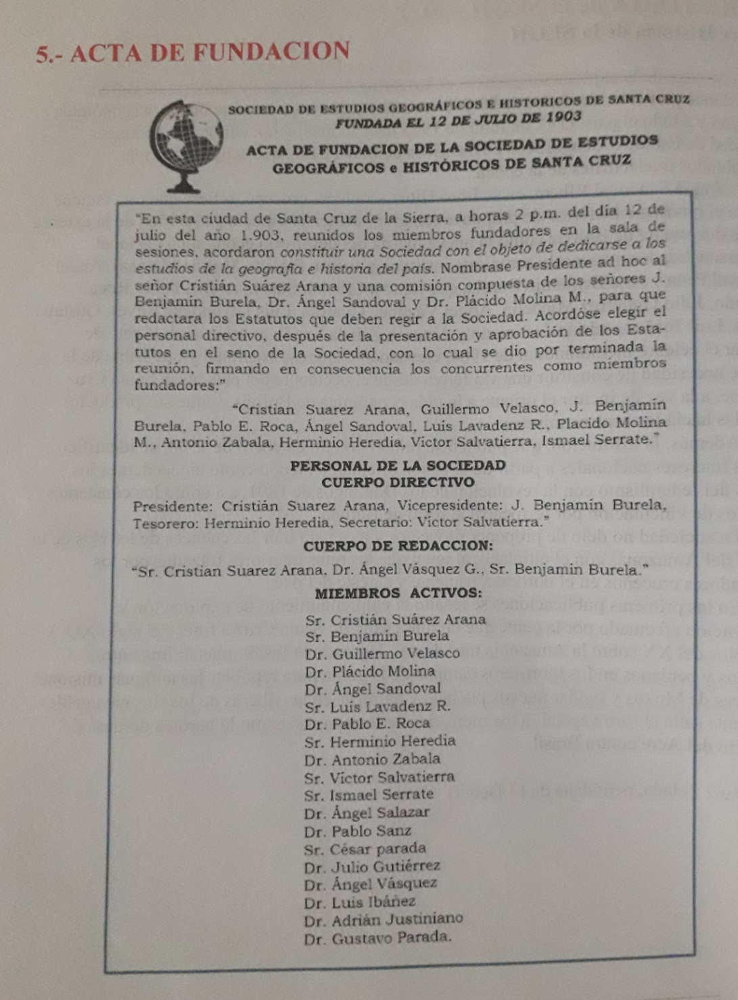 5.- ACTA DE FUNDACION
SOCIEDAD DE ESTUDIOS GEOGRÁFICOS E HISTORICOS DE SANTA CRUZ
FUNDADA EL 12 DE JULIO DE 1903
ACTA DE FUNDACION DE LA SOCIEDAD DE ESTUDIOS
GEOGRÁFICOS e HISTÓRICOS DE SANTA CRUZ
“En esta ciudad de Santa Cruz de la Sierra, a horas 2 p.m. del día 12 de
julio del año 1.903, reunidos los miembros fundadores en la sala de
sesiones, acordaron constituir una Sociedad con el objeto de dedicarse a los
estudios de la geografía e historia del país. Nombrase Presidente ad hoc al
señor Cristián Suárez Arana y una comisión compuesta de los señores J.
Benjamín Burela, Dr. Ángel Sandoval y Dr. Plácido Molina M., para que
redactara los Estatutos que deben regir a la Sociedad. Acordóse elegir el
personal directivo, después de la presentación y aprobación de los Esta-
tutos en el seno de la Sociedad, con lo cual se dio por terminada la
reunión, firmando en consecuencia los concurrentes como miembros
fundadores:”
“Cristian Suarez Arana, Guillermo Velasco, J. Benjamín
Burela, Pablo E. Roca, Ángel Sandoval, Luís Lavadenz R., Placido Molina
M., Antonio Zabala, Herminio Heredia, Víctor Salvatierra, Ismael Serrate.”
PERSONAL DE LA SOCIEDAD
CUERPO DIRECTIVO
Presidente: Cristián Suarez Arana, Vicepresidente: J. Benjamín Burela,
Tesorero: Herminio Heredia, Secretario: Víctor Salvatierra.”
CUERPO DE REDACCION:
“Sr. Cristian Suarez Arana, Dr. Ángel Vásquez G., Sr. Benjamín Burela.”
MIEMBROS ACTIVOS:
Sr. Cristián Suárez Arana
Sr. Benjamín Burela
Dr. Guillermo Velasco
Dr. Plácido Molina
Dr. Ángel Sandoval
Sr. Luís Lavadenz R.
Dr. Pablo E. Roca
Sr. Herminio Heredia
Dr. Antonio Zabala
Sr. Víctor Salvatierra
Sr. Ismael Serrate
Dr. Ángel Salazar
Dr. Pablo Sanz
Sr. César parada
Dr. Julio Gutiérrez
Dr. Ángel Vásquez
Dr. Luis Ibáñez
Dr. Adrián Justiniano
Dr. Gustavo Parada.